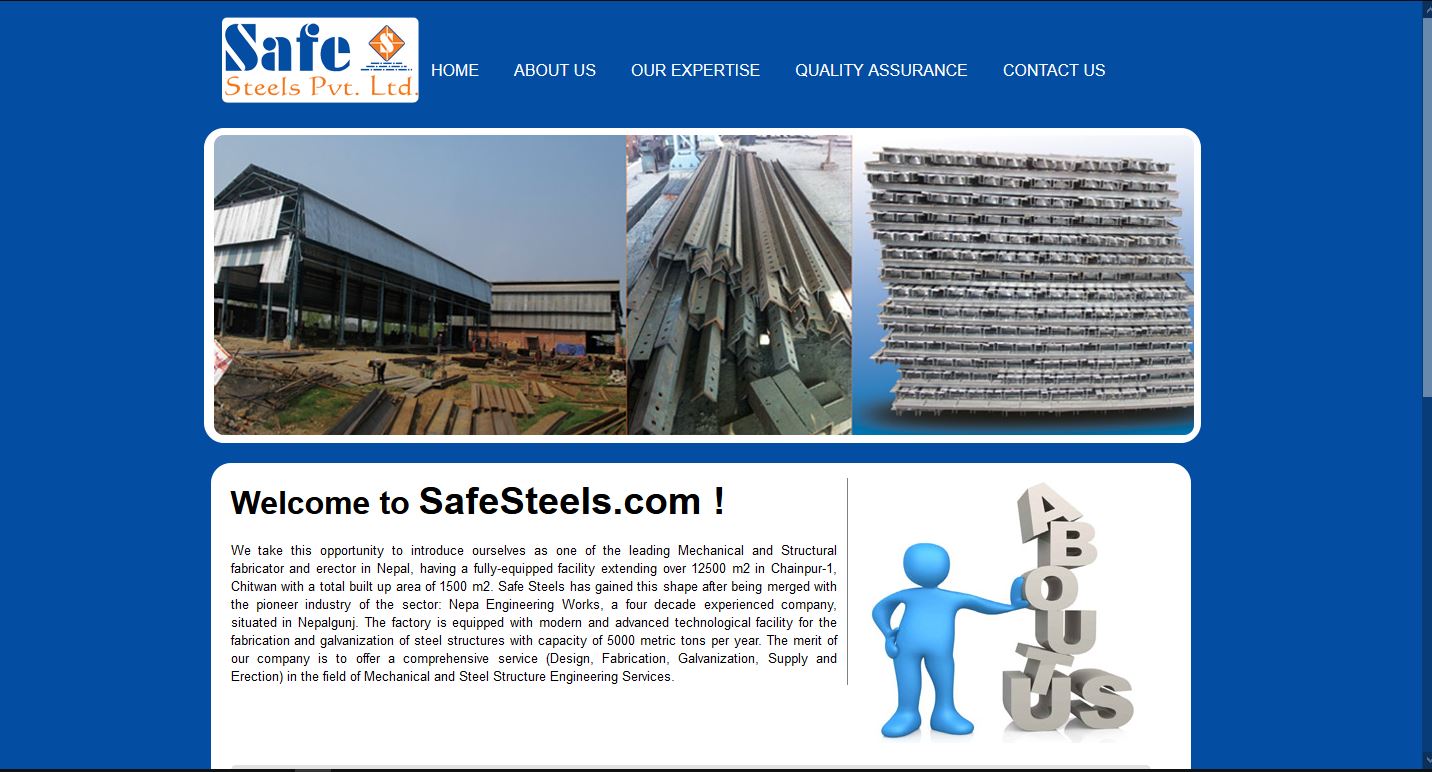 Safe
Steels Pvt. Ltd.
HOME ABOUT US OUR EXPERTISE QUALITY ASSURANCE CONTACT US
Welcome to SafeSteels.com !
We take this opportunity to introduce ourselves as one of the leading Mechanical and Structural
fabricator and erector in Nepal, having a fully-equipped facility extending over 12500 m2 in Chainpur-1,
Chitwan with a total built up area of 1500 m2. Safe Steels has gained this shape after being merged with
the pioneer industry of the sector: Nepa Engineering Works, a four decade experienced company,
situated in Nepalgunj. The factory is equipped with modern and advanced technological facility for the
fabrication and galvanization of steel structures with capacity of 5000 metric tons per year. The merit of
our company is to offer a comprehensive service (Design, Fabrication, Galvanization, Supply and
Erection) in the field of Mechanical and Steel Structure Engineering Services.
ABOUT
US